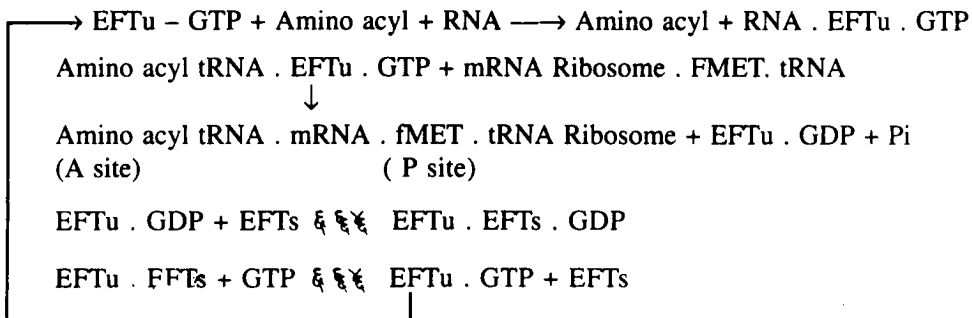 ⟶ EFTu – GTP + Amino acyl + RNA ⟶ Amino acyl + RNA . EFTu . GTP
Amino acyl tRNA . EFTu . GTP + mRNA Ribosome . FMET. tRNA
↓
Amino acyl tRNA . mRNA . fMET . tRNA Ribosome + EFTu . GDP + Pi
(A site) ( P site)
EFTu . GDP + EFTs EFTu . EFTs . GDP
EFTu . FFTs + GTP EFTu . GTP + EFTs